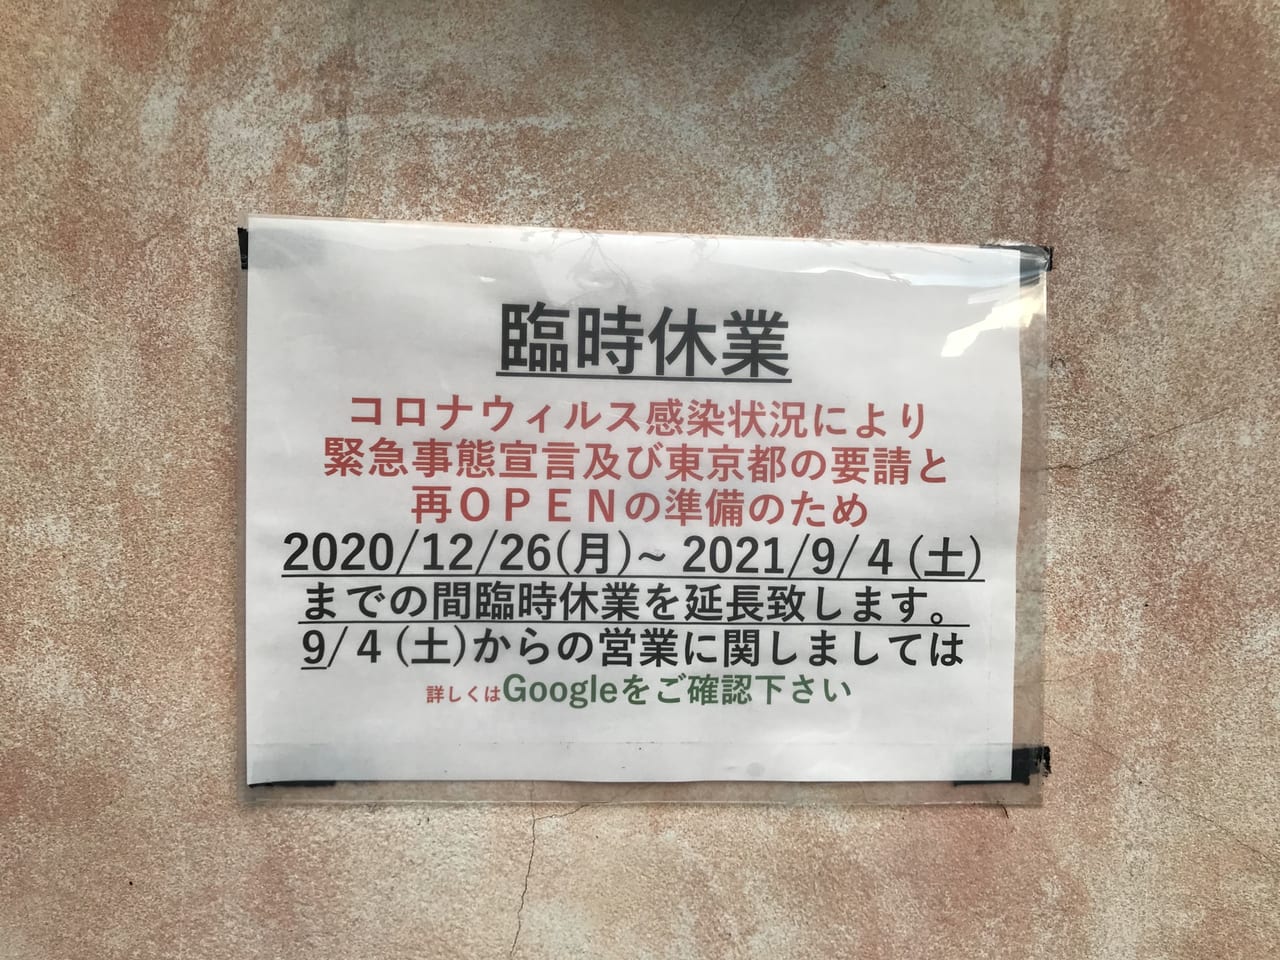 臨時休業
コロナウィルス感染状況により
緊急事態宣言及び東京都の要請と
再ＯＰＥＮの準備のため
2020/12/26(月)~ 2021/9/４(土)
までの間臨時休業を延長致します。
9/４(土)からの営業に関しましては
詳しくはGoogleをご確認下さい